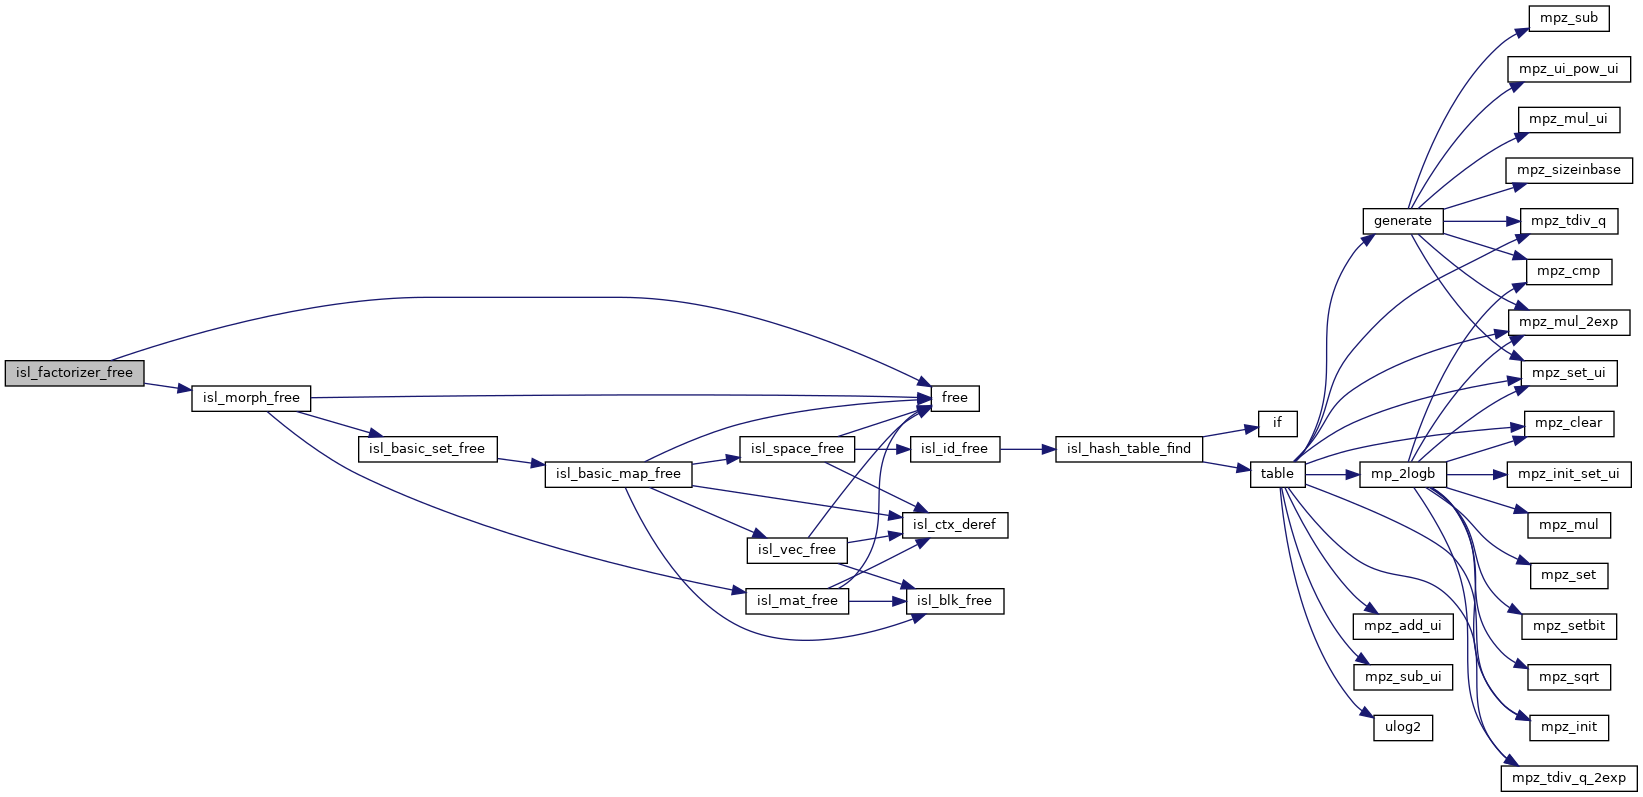 isl_factorizer_free
isl_morph_free
isl_basic_set_free
isl_basic_map_free
isl_space_free
isl_vec_free
isl_mat_free
free
isl_id_free
isl_ctx_deref
isl_blk_free
isl_hash_table_find
if
table
generate
mp_2logb
mpz_add_ui
mpz_sub_ui
ulog2
mpz_sub
mpz_ui_pow_ui
mpz_mul_ui
mpz_sizeinbase
mpz_tdiv_q
mpz_cmp
mpz_mul_2exp
mpz_set_ui
mpz_clear
mpz_init_set_ui
mpz_mul
mpz_set
mpz_setbit
mpz_sqrt
mpz_init
mpz_tdiv_q_2exp